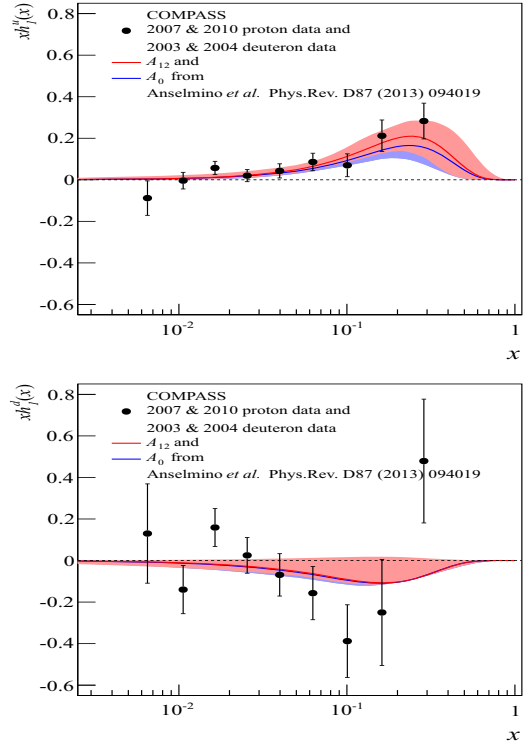 xh₁ᵘ(x)
0.8
COMPASS
2007 & 2010 proton data and
2003 & 2004 deuteron data
0.6
A₁₂ and
A₀ from
Anselmino et al. Phys.Rev. D87 (2013) 094019
0.4
0.2
0
-0.2
-0.4
-0.6
10⁻² 10⁻¹ 1
x
xh₁ᵈ(x)
0.8
COMPASS
2007 & 2010 proton data and
2003 & 2004 deuteron data
0.6
A₁₂ and
A₀ from
Anselmino et al. Phys.Rev. D87 (2013) 094019
0.4
0.2
0
-0.2
-0.4
-0.6
10⁻² 10⁻¹ 1
x